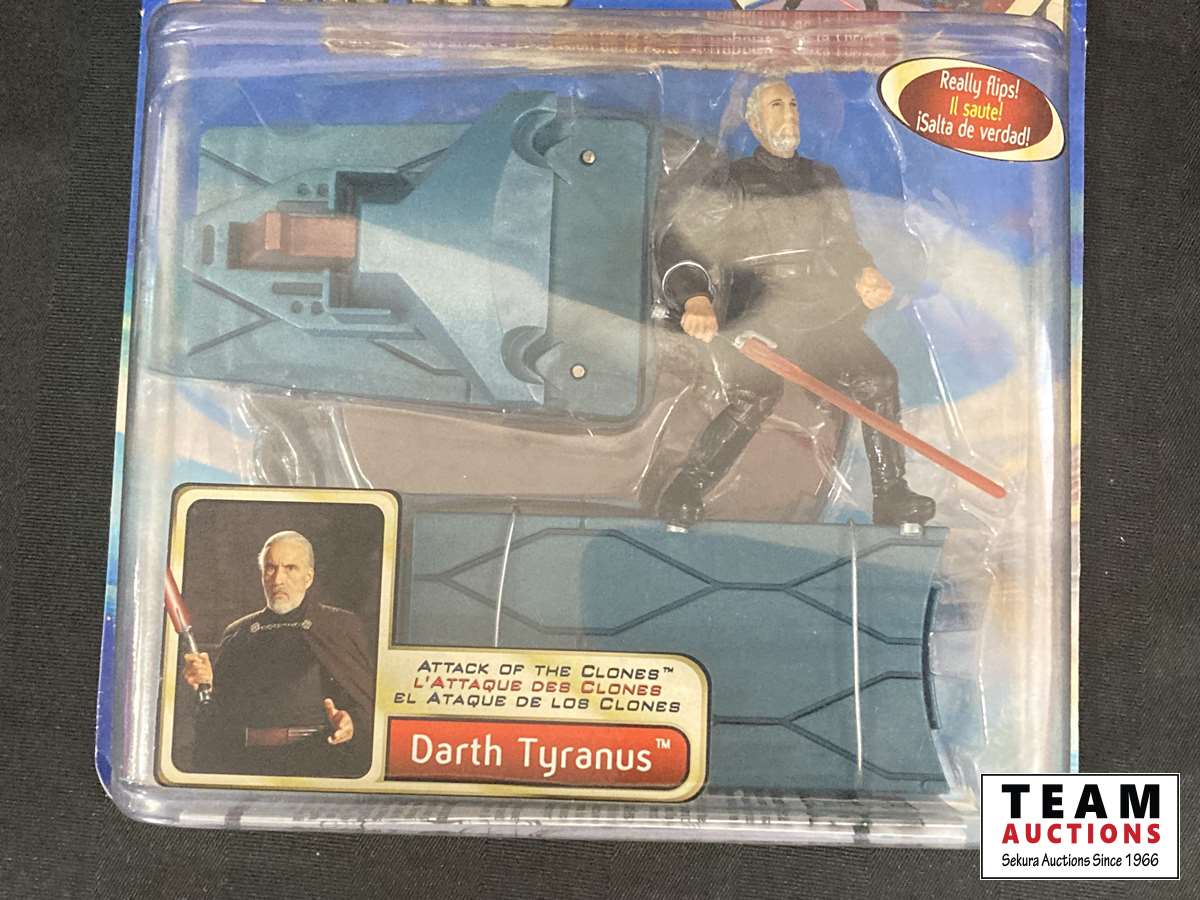 Really flips!
Il saute!
¡Salta de verdad!
ATTACK OF THE CLONES™
L'ATTAQUE DES CLONES
EL ATAQUE DE LOS CLONES
Darth Tyranus™
TEAM
AUCTIONS
Sekura Auctions Since 1966